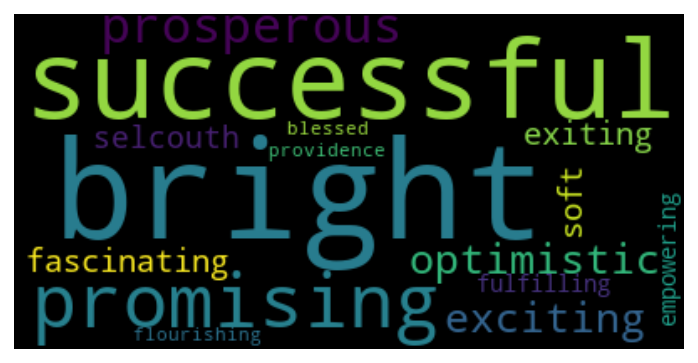 prosperous
successful
blessed
selcouth
exiting
providence
bright
soft
empowering
fascinating
optimistic
fulfilling
promising
exciting
flourishing